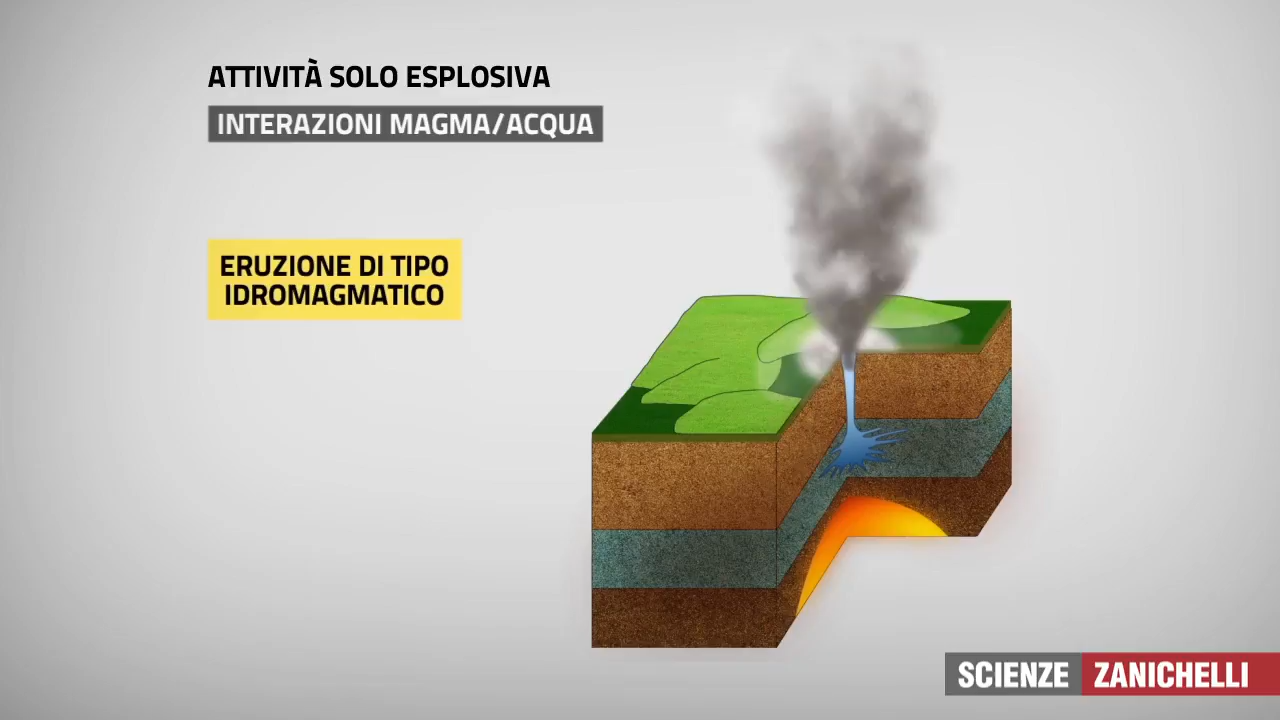 ATTIVITÀ SOLO ESPLOSIVA
INTERAZIONI MAGMA/ACQUA
ERUZIONE DI TIPO
IDROMAGMATICO
SCIENZE ZANICHELLI